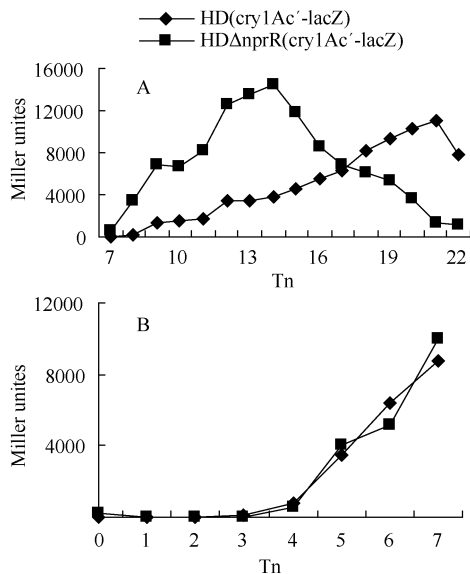 HD(cry1Ac´-lacZ)
HDΔnprR(cry1Ac´-lacZ)
16000
12000
8000
4000
0
A
Miller unites
7 10 13 16 19 22
Tn
12000
8000
4000
B
Miller unites
0 1 2 3 4 5 6 7
Tn